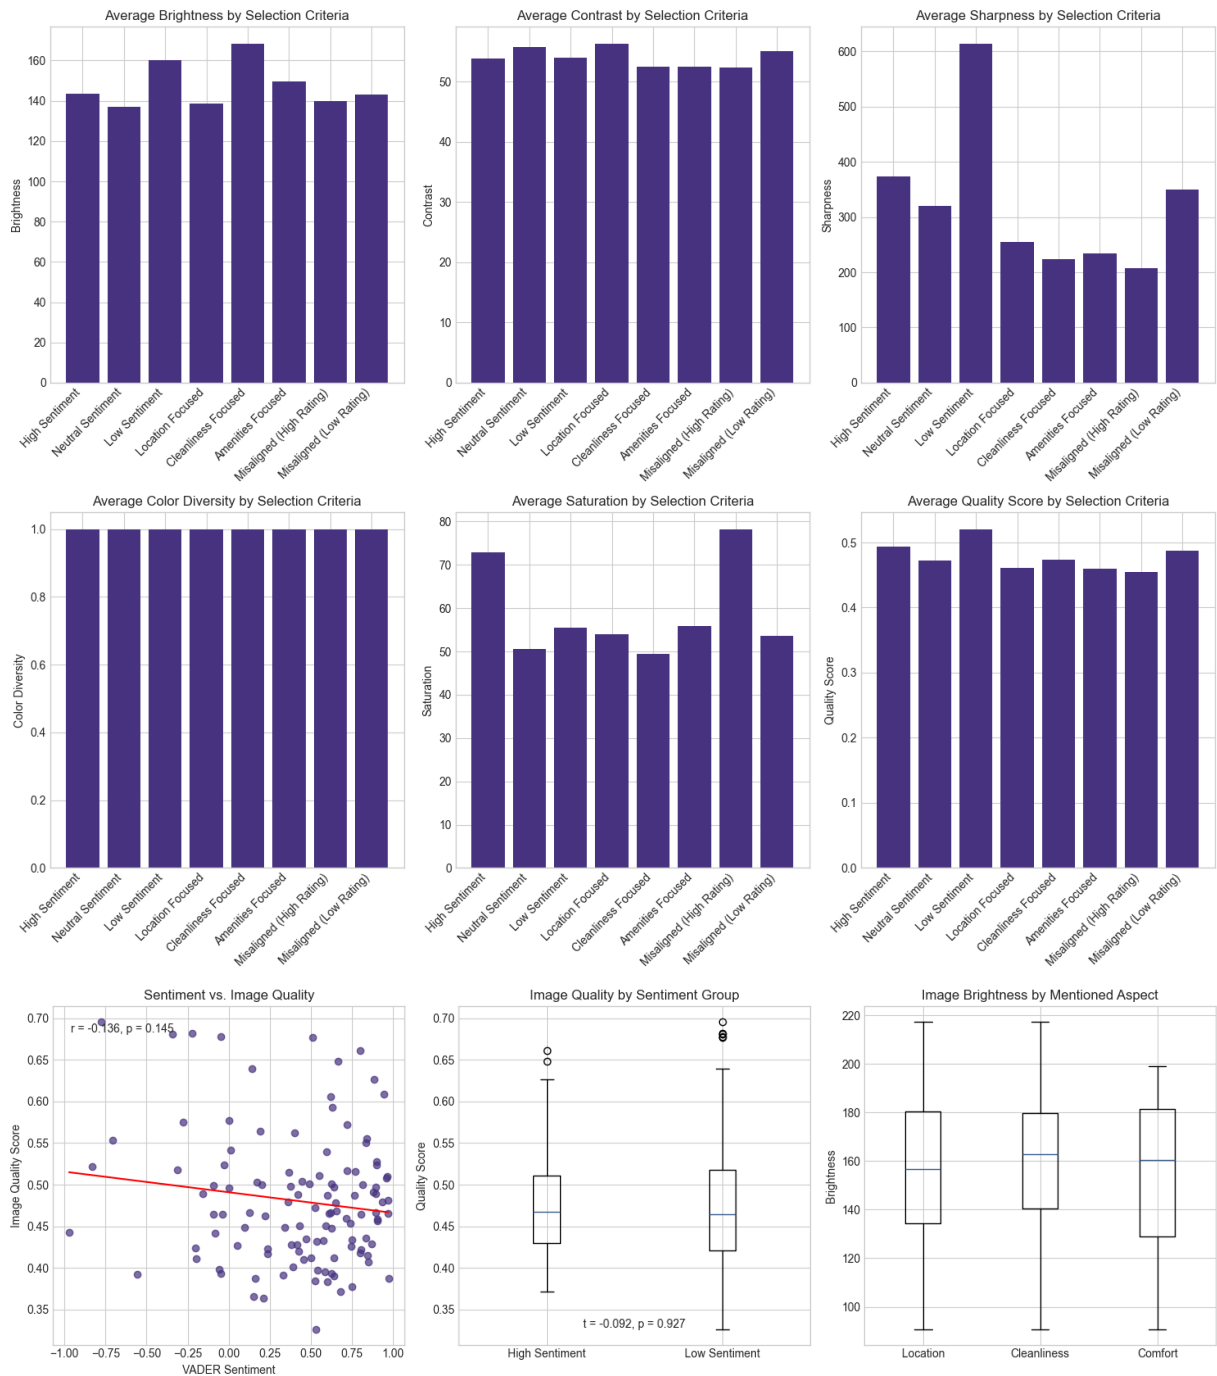 Average Brightness by Selection Criteria
Brightness
0
20
40
60
80
100
120
140
160
High Sentiment
Neutral Sentiment
Low Sentiment
Location Focused
Cleanliness Focused
Amenities Focused
Misaligned (High Rating)
Misaligned (Low Rating)
Average Contrast by Selection Criteria
Contrast
0
10
20
30
40
50
High Sentiment
Neutral Sentiment
Low Sentiment
Location Focused
Cleanliness Focused
Amenities Focused
Misaligned (High Rating)
Misaligned (Low Rating)
Average Sharpness by Selection Criteria
Sharpness
0
100
200
300
400
500
600
High Sentiment
Neutral Sentiment
Low Sentiment
Location Focused
Cleanliness Focused
Amenities Focused
Misaligned (High Rating)
Misaligned (Low Rating)
Average Color Diversity by Selection Criteria
Color Diversity
0.0
0.2
0.4
0.6
0.8
1.0
High Sentiment
Neutral Sentiment
Low Sentiment
Location Focused
Cleanliness Focused
Amenities Focused
Misaligned (High Rating)
Misaligned (Low Rating)
Average Saturation by Selection Criteria
Saturation
0
10
20
30
40
50
60
70
80
High Sentiment
Neutral Sentiment
Low Sentiment
Location Focused
Cleanliness Focused
Amenities Focused
Misaligned (High Rating)
Misaligned (Low Rating)
Average Quality Score by Selection Criteria
Quality Score
0.0
0.1
0.2
0.3
0.4
0.5
High Sentiment
Neutral Sentiment
Low Sentiment
Location Focused
Cleanliness Focused
Amenities Focused
Misaligned (High Rating)
Misaligned (Low Rating)
Sentiment vs. Image Quality
r = -0.136, p = 0.145
Image Quality Score
0.35
0.40
0.45
0.50
0.55
0.60
0.65
0.70
−1.00 −0.75 −0.50 −0.25 0.00 0.25 0.50 0.75 1.00
VADER Sentiment
Image Quality by Sentiment Group
Quality Score
0.35
0.40
0.45
0.50
0.55
0.60
0.65
0.70
t = -0.092, p = 0.927
High Sentiment Low Sentiment
Image Brightness by Mentioned Aspect
Brightness
100
120
140
160
180
200
220
Location Cleanliness Comfort